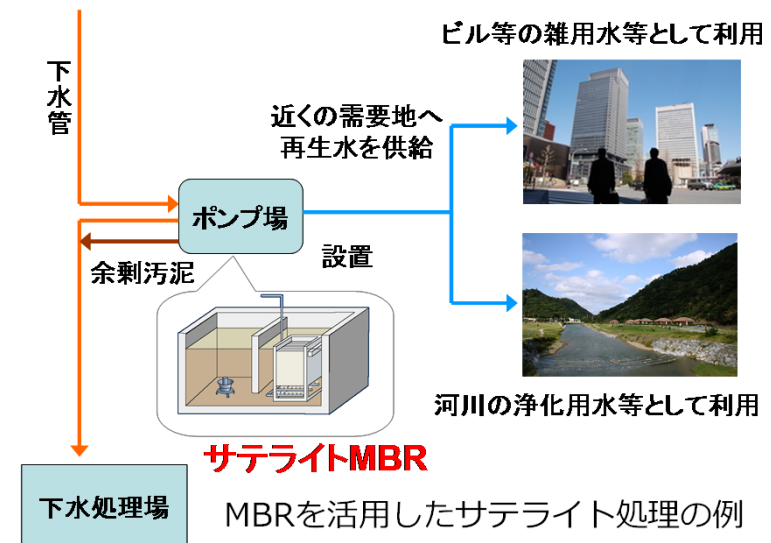 ビル等の雑用水等として利用
下水管
近くの需要地へ
再生水を供給
ポンプ場
設置
余剰汚泥
河川の浄化用水等として利用
サテライトMBR
下水処理場
MBRを活用したサテライト処理の例